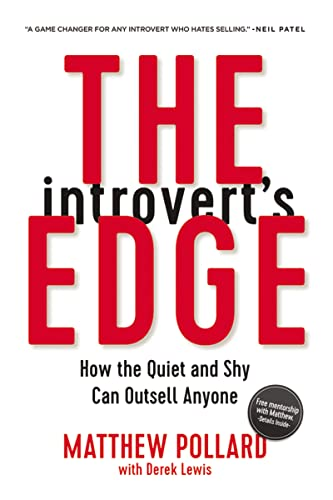 "A GAME CHANGER FOR ANY INTROVERT WHO HATES SELLING." -NEIL PATEL
THE
introvert's
EDGE
How the Quiet and Shy
Can Outsell Anyone
Free mentorship
with Matthew.
-Details Inside-
MATTHEW POLLARD
with Derek Lewis